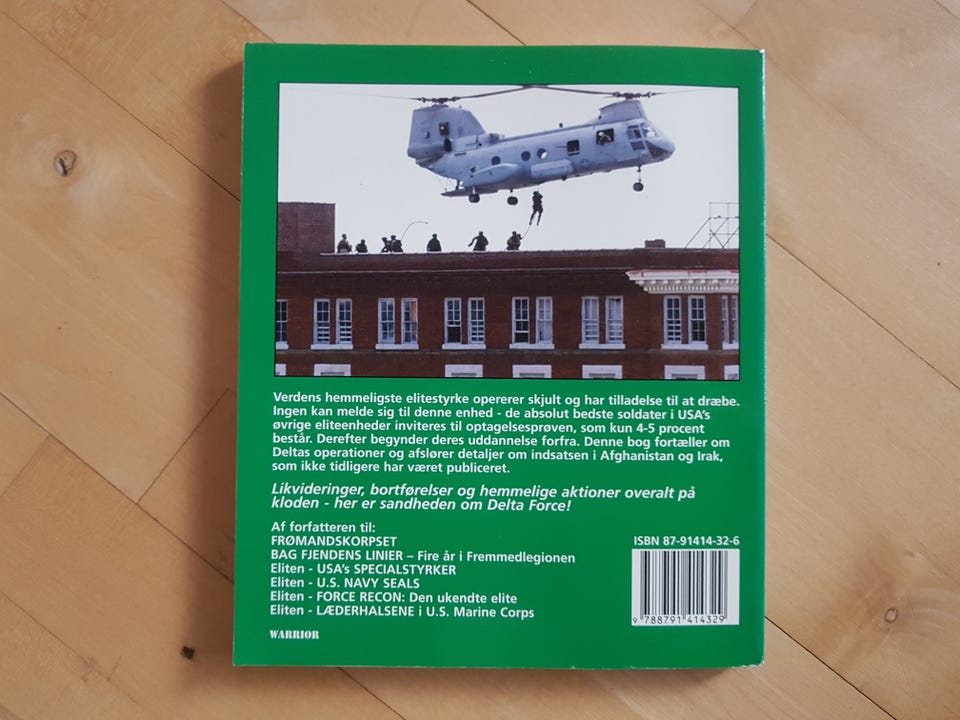 Verdens hemmeligste elitestyrke opererer skjult og har tilladelse til at dræbe.
Ingen kan melde sig til denne enhed - de absolut bedste soldater i USA's
øvrige eliteenheder inviteres til optagelsesprøven, som kun 4-5 procent
består. Derefter begynder deres uddannelse forfra. Denne bog fortæller om
Deltas operationer og afslører detaljer om indsatsen i Afghanistan og Irak,
som ikke tidligere har været publiceret.
Likvideringer, bortførelser og hemmelige aktioner overalt på
kloden - her er sandheden om Delta Force!
Af forfatteren til:
FRØMANDSKORPSET
BAG FJENDENS LINIER – Fire år i Fremmedlegionen
Eliten - USA's SPECIALSTYRKER
Eliten - U.S. NAVY SEALS
Eliten - FORCE RECON: Den ukendte elite
Eliten - LÆDERHALSENE i U.S. Marine Corps
WARRIOR
ISBN 87-91414-32-6
9 788791 414329